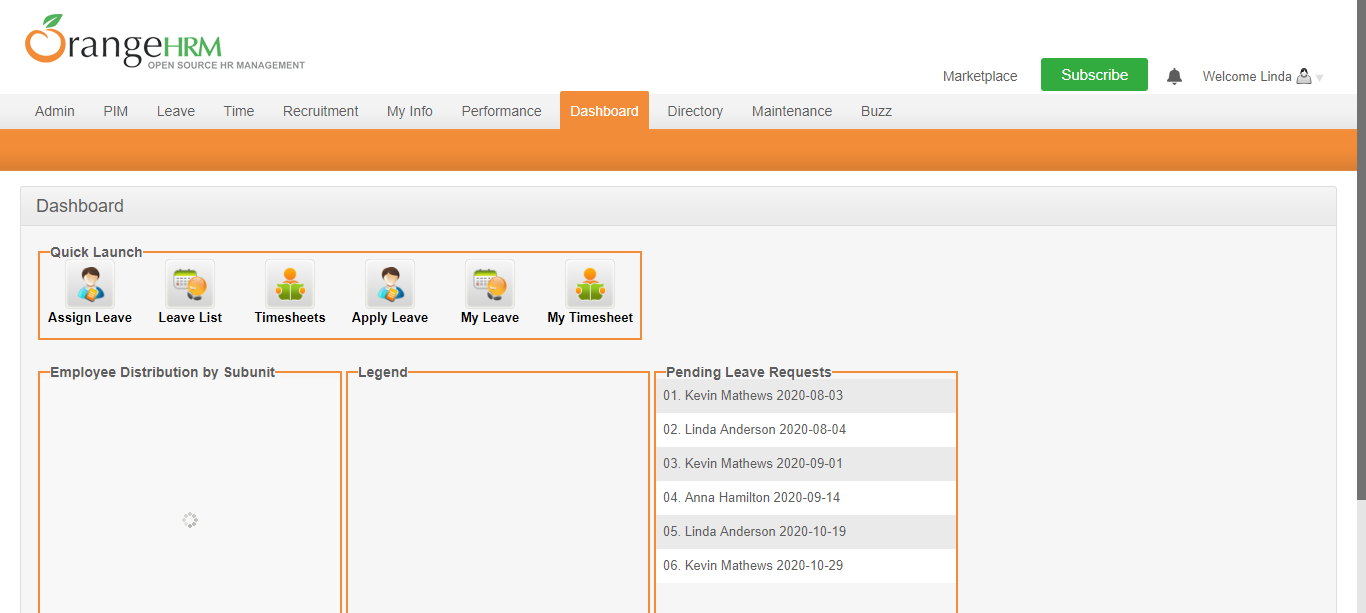 OrangeHRM
OPEN SOURCE HR MANAGEMENT
Marketplace Subscribe Welcome Linda
Admin PIM Leave Time Recruitment My Info Performance Dashboard Directory Maintenance Buzz
Dashboard
Quick Launch
Assign Leave Leave List Timesheets Apply Leave My Leave My Timesheet
Employee Distribution by Subunit Legend Pending Leave Requests
01. Kevin Mathews 2020-08-03
02. Linda Anderson 2020-08-04
03. Kevin Mathews 2020-09-01
04. Anna Hamilton 2020-09-14
05. Linda Anderson 2020-10-19
06. Kevin Mathews 2020-10-29